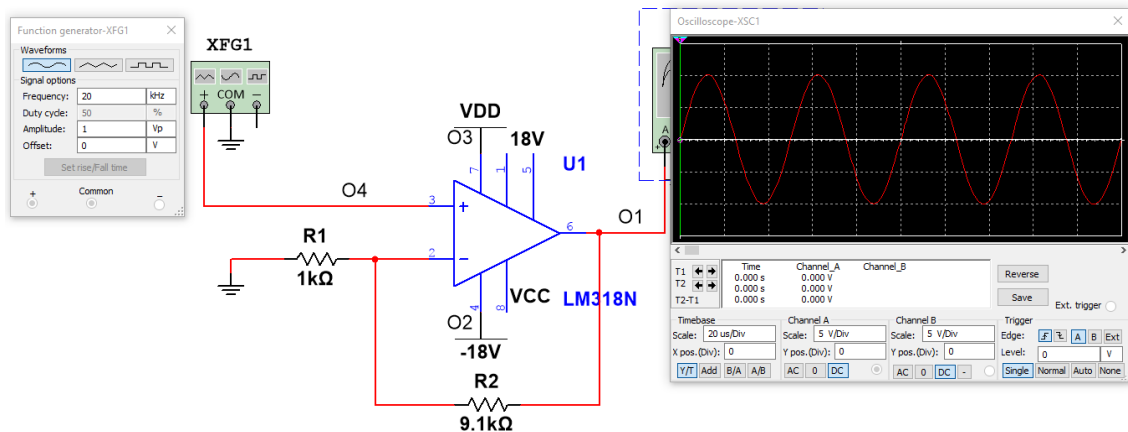 Function generator-XFG1
Waveforms
Signal options
Frequency: 20 kHz
Duty cycle: 50 %
Amplitude: 1 Vp
Offset: 0 V
Set rise/Fall time
+ Common −
XFG1
+ COM −
VDD
O3
18V
7 1 5
U1
O4
3
+
6
O1
R1
1kΩ
2
−
VCC
LM318N
4 8
O2
-18V
R2
9.1kΩ
A
+
Oscilloscope-XSC1
Time Channel_A Channel_B
T1 0.000 s 0.000 V
T2 0.000 s 0.000 V
T2-T1 0.000 s 0.000 V
Reverse
Save
Ext. trigger
Timebase
Scale: 20 us/Div
X pos.(Div): 0
Y/T Add B/A A/B
Channel A
Scale: 5 V/Div
Y pos.(Div): 0
AC 0 DC
Channel B
Scale: 5 V/Div
Y pos.(Div): 0
AC 0 DC -
Trigger
Edge: A B Ext
Level: 0 V
Single Normal Auto None